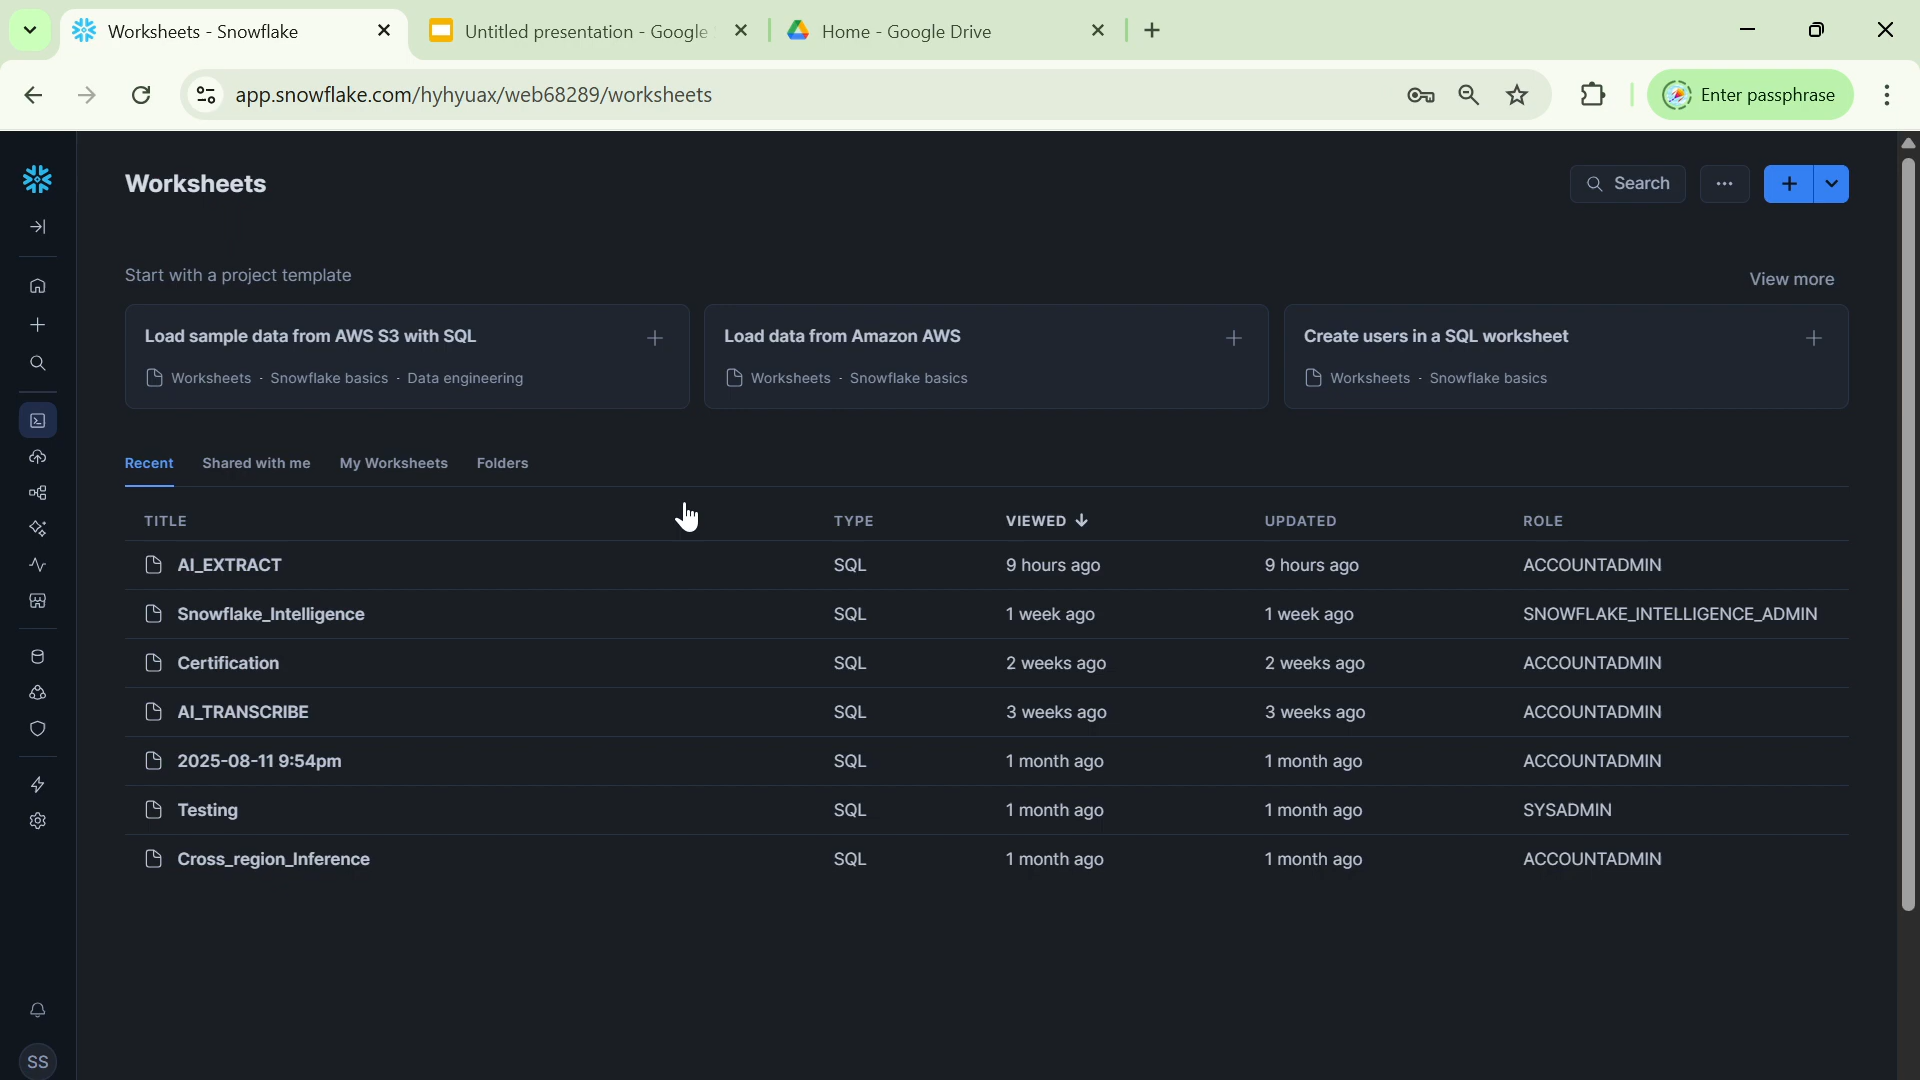 Worksheets - Snowflake
Untitled presentation - Google
Home - Google Drive
app.snowflake.com/hyhyuax/web68289/worksheets
Enter passphrase
Worksheets
Search
Start with a project template
View more
Load sample data from AWS S3 with SQL
Worksheets · Snowflake basics · Data engineering
Load data from Amazon AWS
Worksheets · Snowflake basics
Create users in a SQL worksheet
Worksheets · Snowflake basics
Recent Shared with me My Worksheets Folders
TITLE TYPE VIEWED UPDATED ROLE
AI_EXTRACT SQL 9 hours ago 9 hours ago ACCOUNTADMIN
Snowflake_Intelligence SQL 1 week ago 1 week ago SNOWFLAKE_INTELLIGENCE_ADMIN
Certification SQL 2 weeks ago 2 weeks ago ACCOUNTADMIN
AI_TRANSCRIBE SQL 3 weeks ago 3 weeks ago ACCOUNTADMIN
2025-08-11 9:54pm SQL 1 month ago 1 month ago ACCOUNTADMIN
Testing SQL 1 month ago 1 month ago SYSADMIN
Cross_region_Inference SQL 1 month ago 1 month ago ACCOUNTADMIN
SS